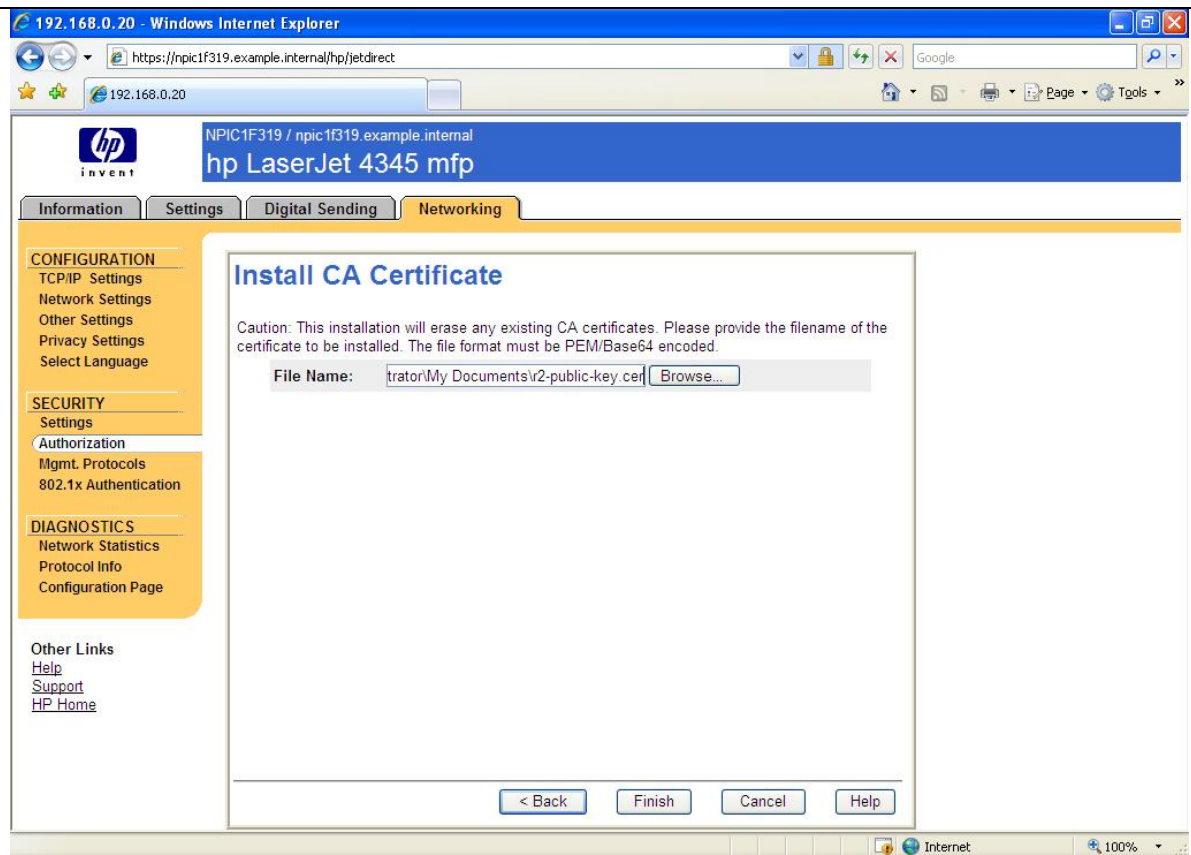 192.168.0.20 - Windows Internet Explorer
https://npic1f319.example.internal/hp/jetdirect
Google
192.168.0.20
Page
Tools
»
hp
invent
NPIC1F319 / npic1f319.example.internal
hp LaserJet 4345 mfp
Information Settings Digital Sending Networking
CONFIGURATION
TCP/IP Settings
Network Settings
Other Settings
Privacy Settings
Select Language
SECURITY
Settings
Authorization
Mgmt. Protocols
802.1x Authentication
DIAGNOSTICS
Network Statistics
Protocol Info
Configuration Page
Other Links
Help
Support
HP Home
Install CA Certificate
Caution: This installation will erase any existing CA certificates. Please provide the filename of the
certificate to be installed. The file format must be PEM/Base64 encoded.
File Name: trator\My Documents\r2-public-key.cer Browse...
< Back Finish Cancel Help
Internet 100%